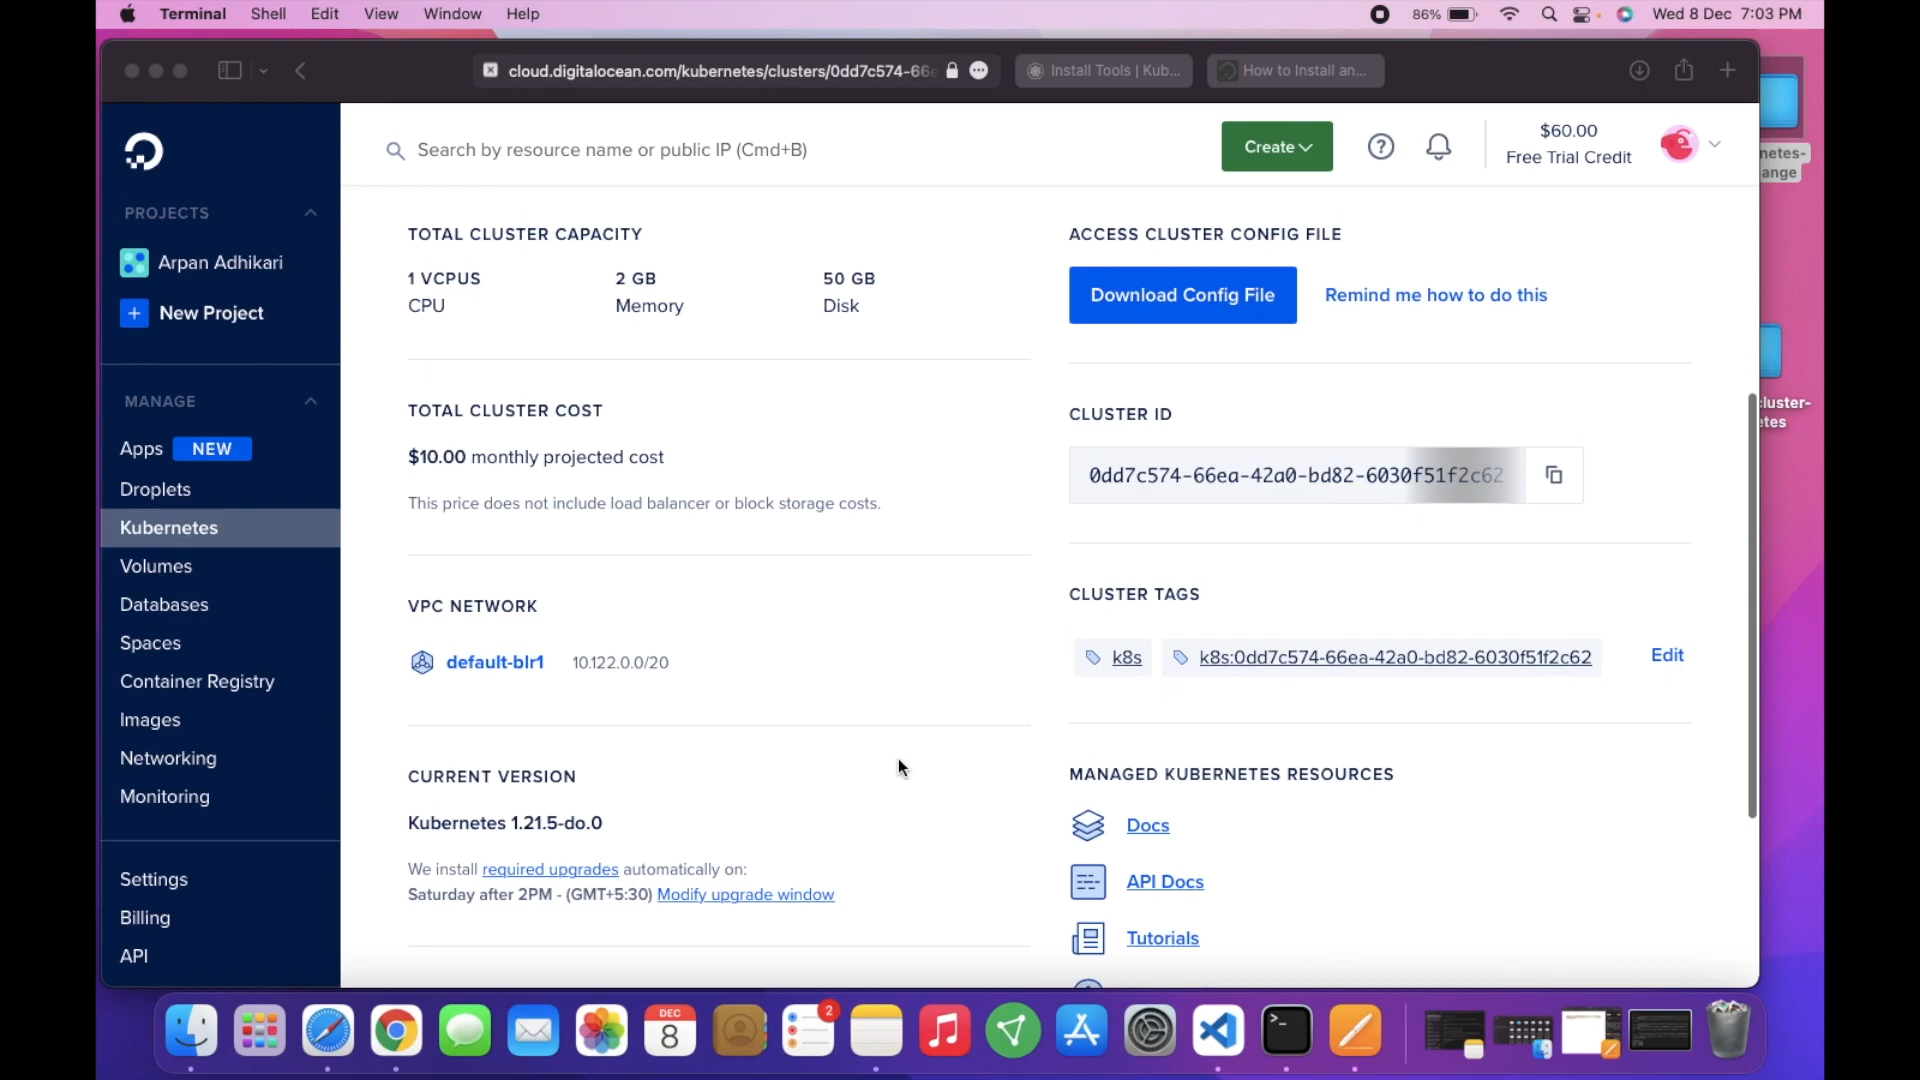 Terminal Shell Edit View Window Help
86%
Wed 8 Dec 7:03 PM
cloud.digitalocean.com/kubernetes/clusters/0dd7c574-66
Install Tools | Kub...
How to Install an...
Search by resource name or public IP (Cmd+B)
Create
?
$60.00
Free Trial Credit
PROJECTS
Arpan Adhikari
+ New Project
MANAGE
Apps NEW
Droplets
Kubernetes
Volumes
Databases
Spaces
Container Registry
Images
Networking
Monitoring
Settings
Billing
API
TOTAL CLUSTER CAPACITY
1 VCPUS 2 GB 50 GB
CPU Memory Disk
TOTAL CLUSTER COST
$10.00 monthly projected cost
This price does not include load balancer or block storage costs.
VPC NETWORK
default-blr1 10.122.0.0/20
CURRENT VERSION
Kubernetes 1.21.5-do.0
We install required upgrades automatically on:
Saturday after 2PM - (GMT+5:30) Modify upgrade window
ACCESS CLUSTER CONFIG FILE
Download Config File
Remind me how to do this
CLUSTER ID
0dd7c574-66ea-42a0-bd82-6030f51f2c62
CLUSTER TAGS
k8s
k8s:0dd7c574-66ea-42a0-bd82-6030f51f2c62
Edit
MANAGED KUBERNETES RESOURCES
Docs
API Docs
Tutorials
netes-
ange
cluster-
etes
DEC
8
2